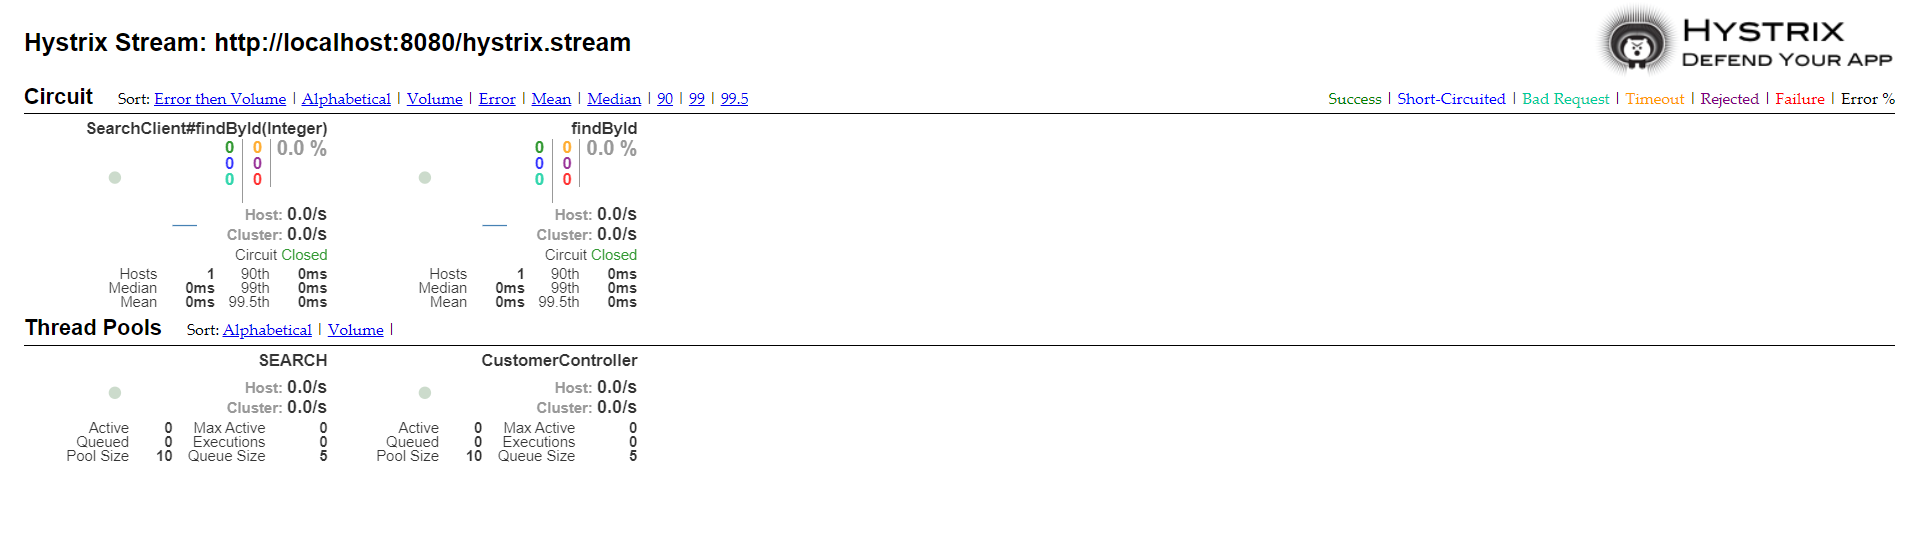 Hystrix Stream: http://localhost:8080/hystrix.stream
HYSTRIX
DEFEND YOUR APP
Circuit Sort: Error then Volume | Alphabetical | Volume | Error | Mean | Median | 90 | 99 | 99.5
Success | Short-Circuited | Bad Request | Timeout | Rejected | Failure | Error %
SearchClient#findById(Integer)
0 0 0.0 %
0 0
0 0
Host: 0.0/s
Cluster: 0.0/s
Circuit Closed
Hosts 1 90th 0ms
Median 0ms 99th 0ms
Mean 0ms 99.5th 0ms
findById
0 0 0.0 %
0 0
0 0
Host: 0.0/s
Cluster: 0.0/s
Circuit Closed
Hosts 1 90th 0ms
Median 0ms 99th 0ms
Mean 0ms 99.5th 0ms
Thread Pools Sort: Alphabetical | Volume |
SEARCH
Host: 0.0/s
Cluster: 0.0/s
Active 0 Max Active 0
Queued 0 Executions 0
Pool Size 10 Queue Size 5
CustomerController
Host: 0.0/s
Cluster: 0.0/s
Active 0 Max Active 0
Queued 0 Executions 0
Pool Size 10 Queue Size 5